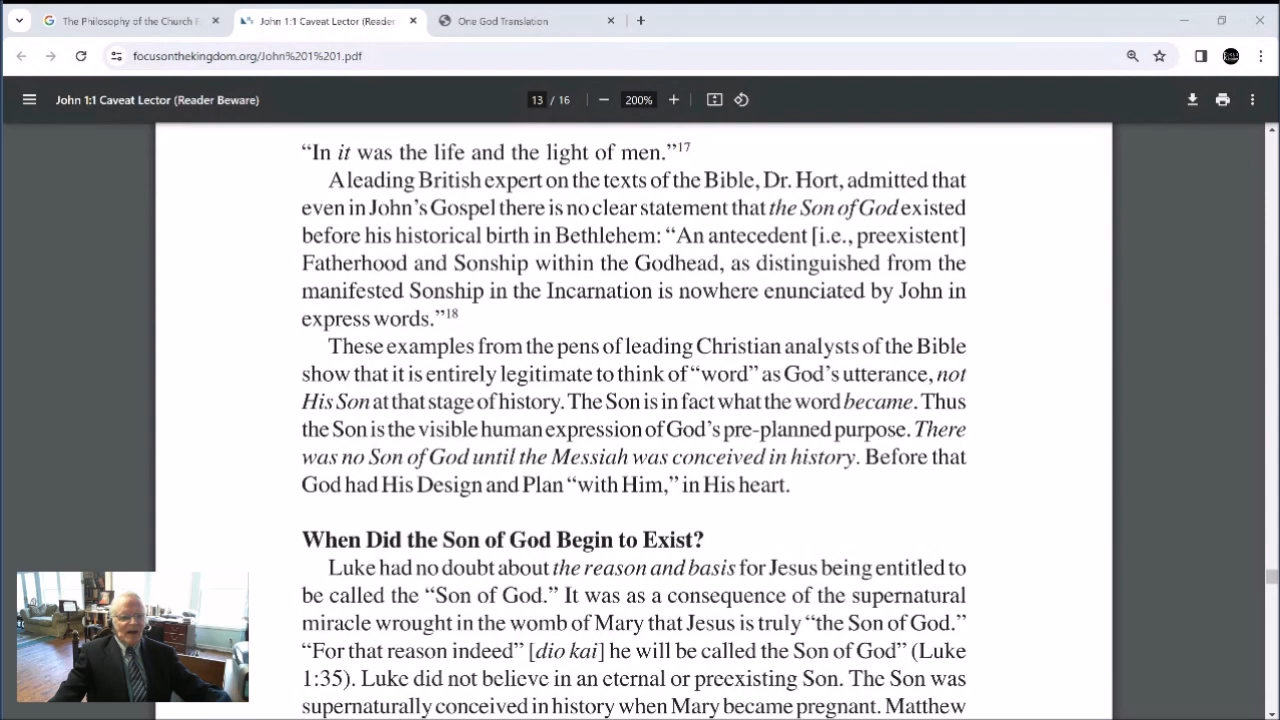 The Philosophy of the Church F
John 1:1 Caveat Lector (Reader
One God Translation
focusonthekingdom.org/John%201%201.pdf
John 1:1 Caveat Lector (Reader Beware)
13 / 16
200%
“In it was the life and the light of men.”17
A leading British expert on the texts of the Bible, Dr. Hort, admitted that
even in John’s Gospel there is no clear statement that the Son of God existed
before his historical birth in Bethlehem: “An antecedent [i.e., preexistent]
Fatherhood and Sonship within the Godhead, as distinguished from the
manifested Sonship in the Incarnation is nowhere enunciated by John in
express words.”18
These examples from the pens of leading Christian analysts of the Bible
show that it is entirely legitimate to think of “word” as God’s utterance, not
His Son at that stage of history. The Son is in fact what the word became. Thus
the Son is the visible human expression of God’s pre-planned purpose. There
was no Son of God until the Messiah was conceived in history. Before that
God had His Design and Plan “with Him,” in His heart.
When Did the Son of God Begin to Exist?
Luke had no doubt about the reason and basis for Jesus being entitled to
be called the “Son of God.” It was as a consequence of the supernatural
miracle wrought in the womb of Mary that Jesus is truly “the Son of God.”
“For that reason indeed” [dio kai] he will be called the Son of God” (Luke
1:35). Luke did not believe in an eternal or preexisting Son. The Son was
supernaturally conceived in history when Mary became pregnant. Matthew